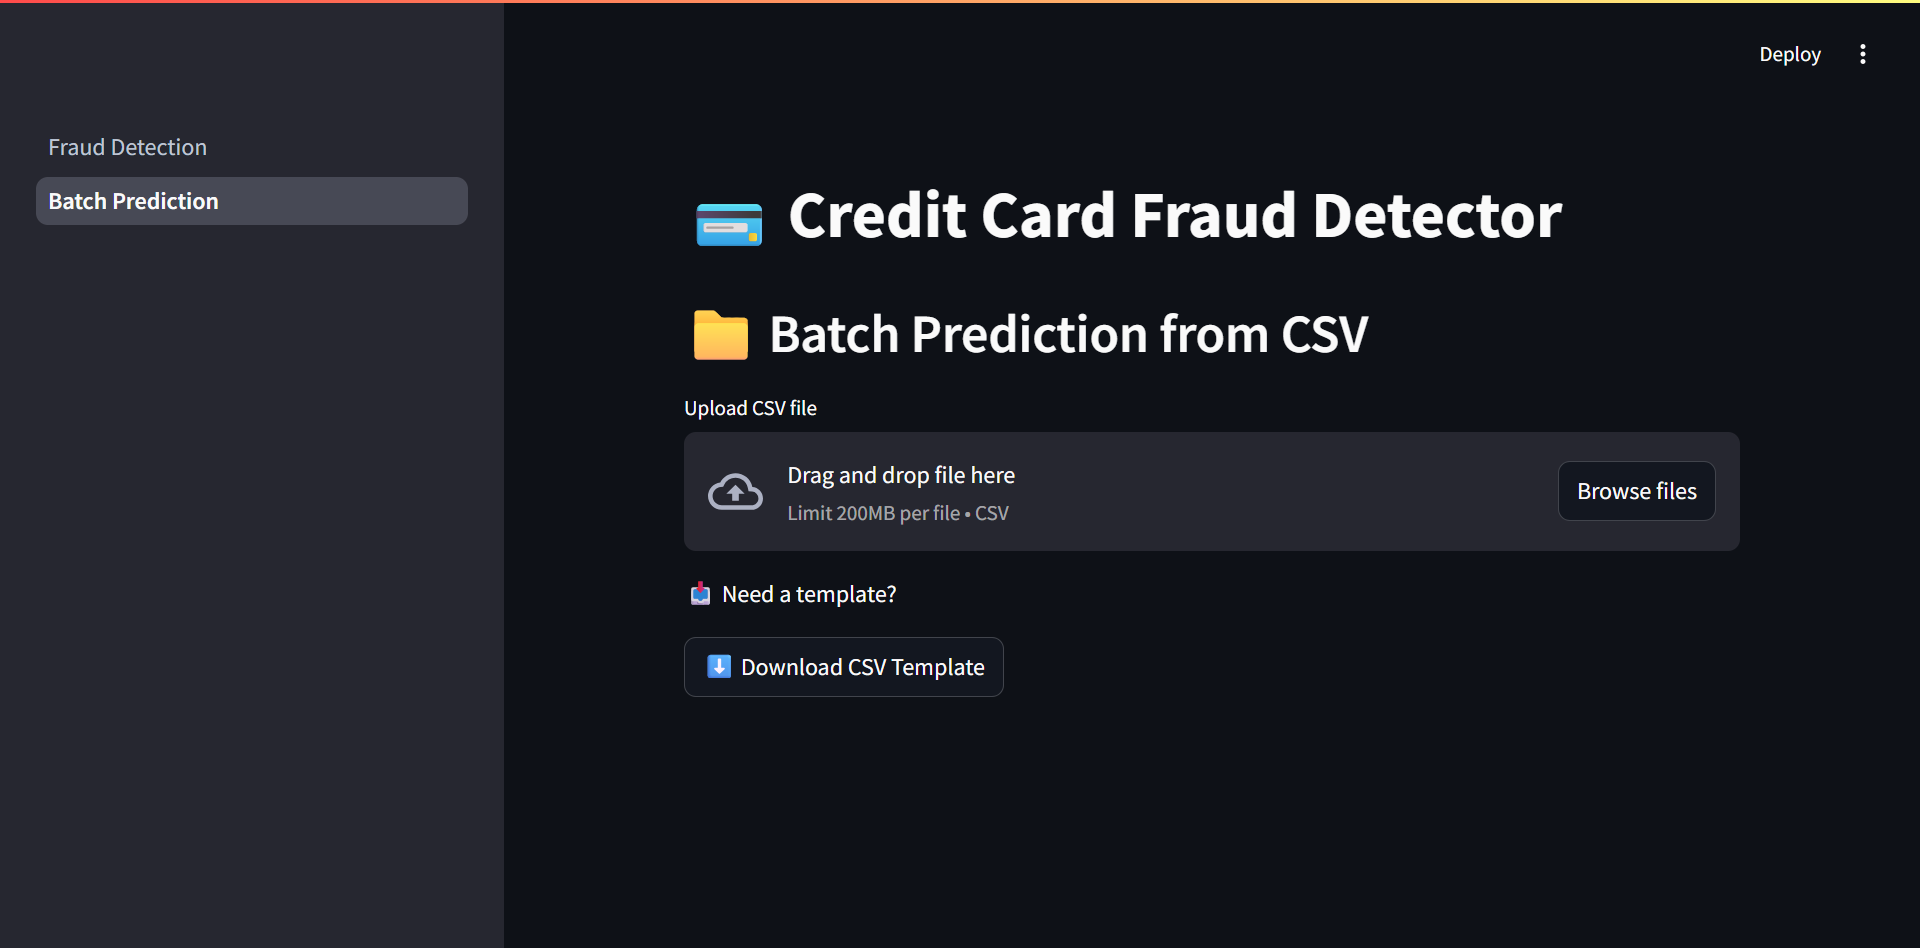 Deploy
Fraud Detection
Batch Prediction
Credit Card Fraud Detector
Batch Prediction from CSV
Upload CSV file
Drag and drop file here
Limit 200MB per file • CSV
Browse files
Need a template?
Download CSV Template